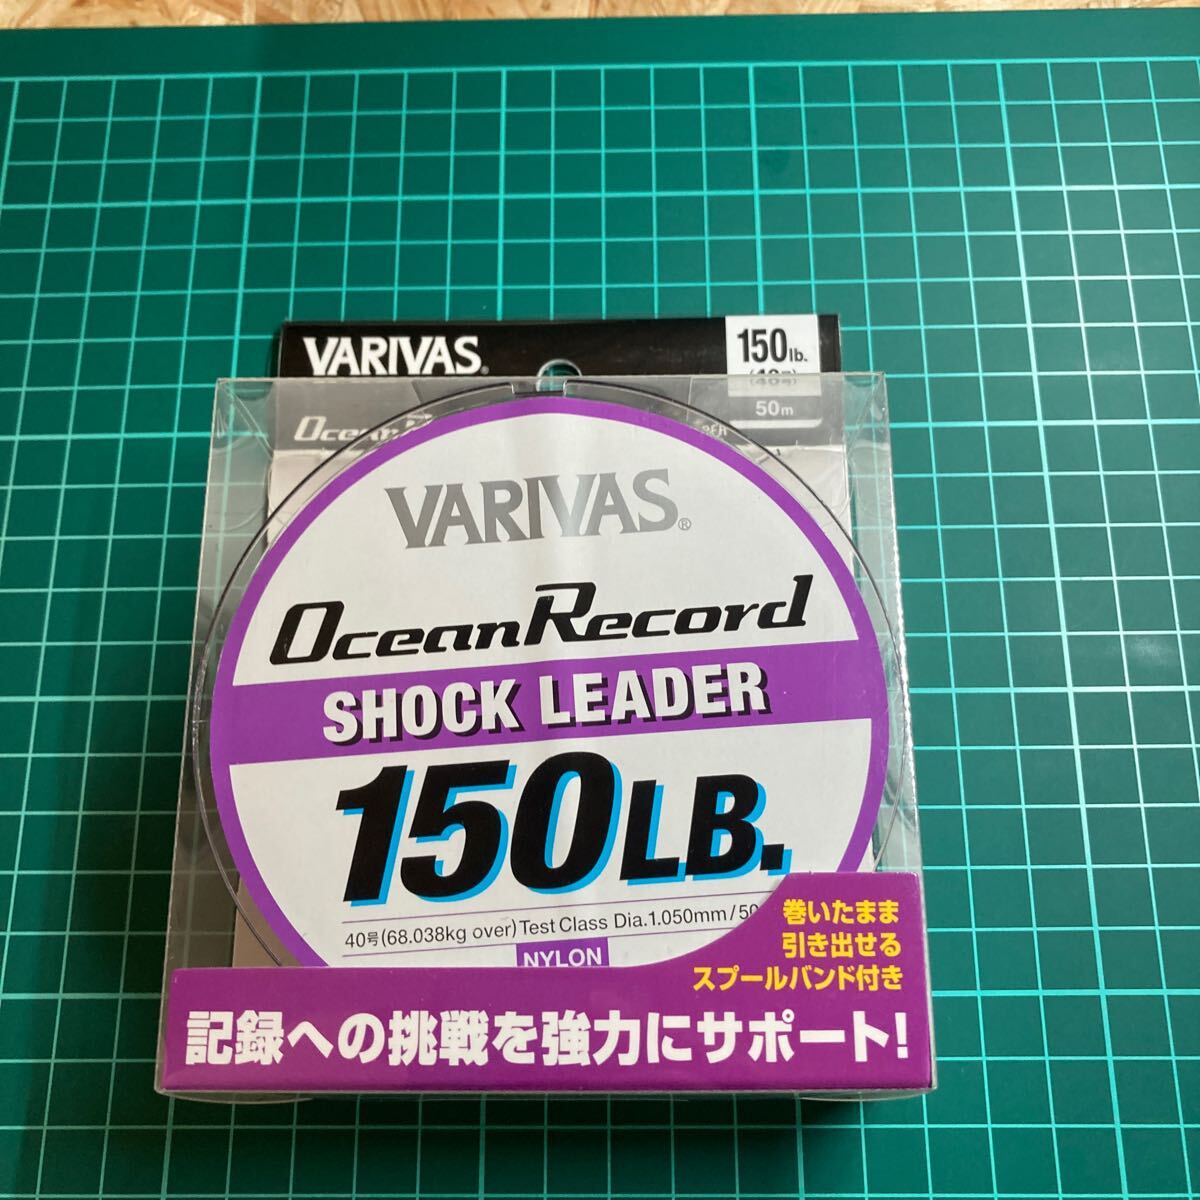 VARIVAS®
150lb.
50m
Ocean
VARIVAS®
OceanRecord
SHOCK LEADER
150LB.
40号(68.038kg over)Test Class Dia.1.050mm/50
NYLON
巻いたまま
引き出せる
スプールバンド付き
記録への挑戦を強力にサポート!